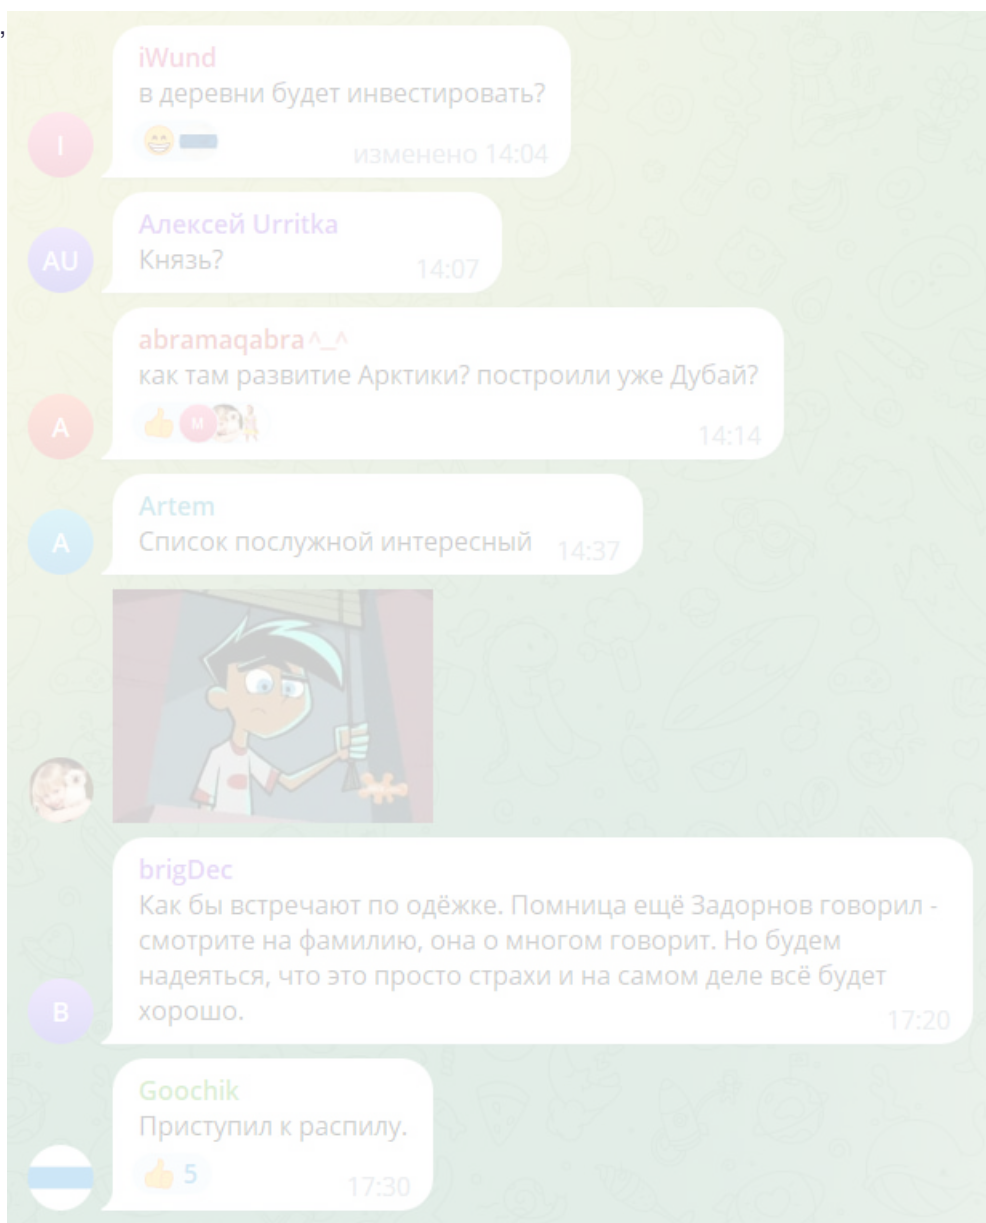 ,
iWund
в деревни будет инвестировать?
I
изменено 14:04
Алексей Urritka
AU
Князь?
14:07
abramaqabra^_^
как там развитие Арктики? построили уже Дубай?
A
M
14:14
Artem
A
Список послужной интересный
14:37
brigDec
Как бы встречают по одёжке. Помница ещё Задорнов говорил -
смотрите на фамилию, она о многом говорит. Но будем
надеяться, что это просто страхи и на самом деле всё будет
хорошо.
B
17:20
Goochik
Приступил к распилу.
5
17:30